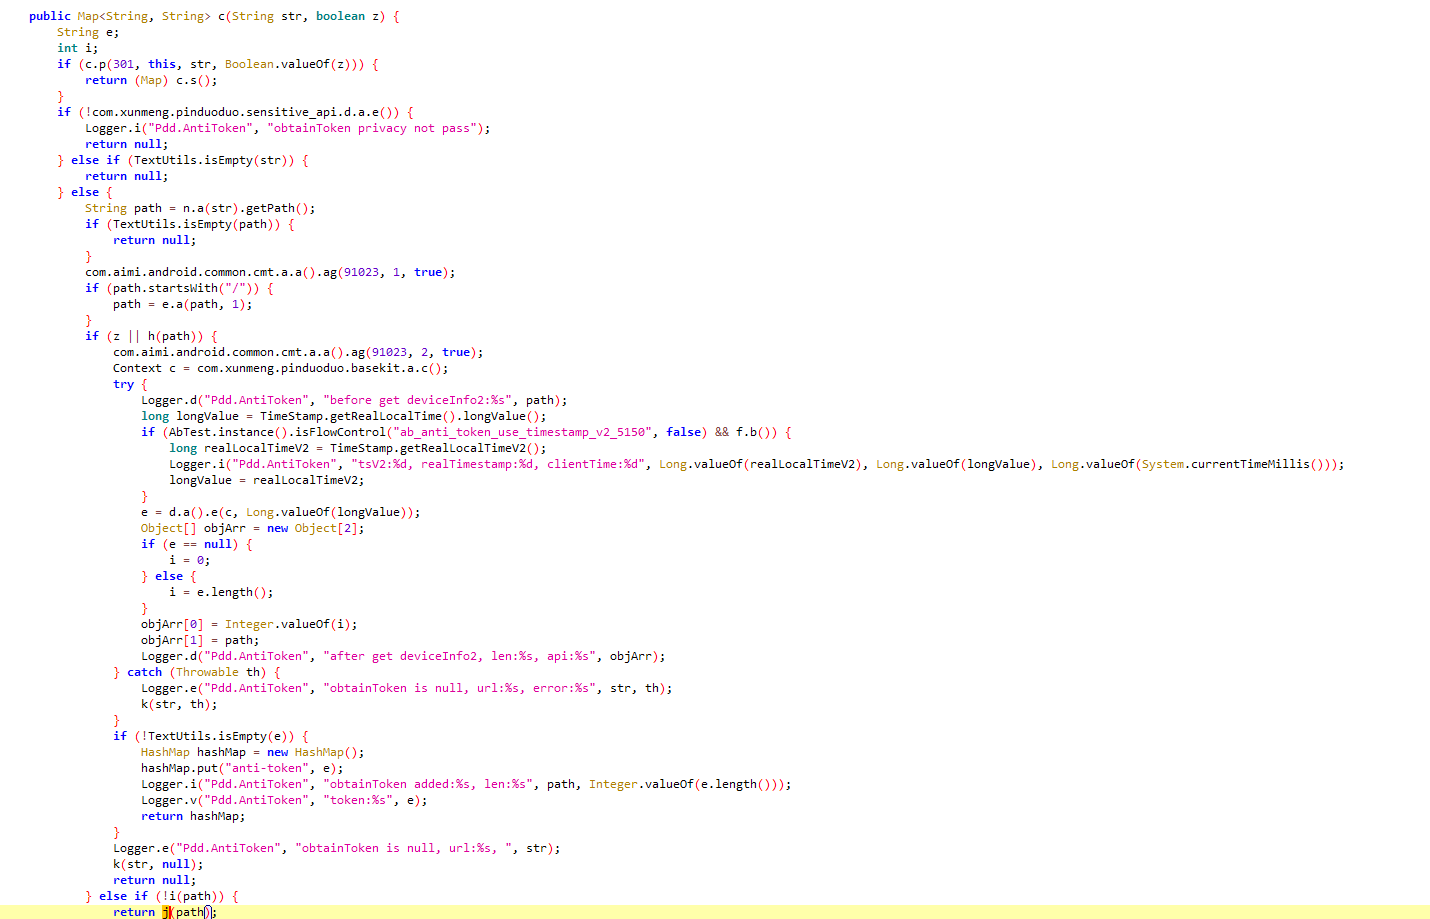 public Map<String, String> c(String str, boolean z) {
String e;
int i;
if (c.p(301, this, str, Boolean.valueOf(z))) {
return (Map) c.s();
}
if (!com.xunmeng.pinduoduo.sensitive_api.d.a.e()) {
Logger.i("Pdd.AntiToken", "obtainToken privacy not pass");
return null;
} else if (TextUtils.isEmpty(str)) {
return null;
} else {
String path = n.a(str).getPath();
if (TextUtils.isEmpty(path)) {
return null;
}
com.aimi.android.common.cmt.a.a().ag(91023, 1, true);
if (path.startsWith("/")) {
path = e.a(path, 1);
}
if (z || h(path)) {
com.aimi.android.common.cmt.a.a().ag(91023, 2, true);
Context c = com.xunmeng.pinduoduo.basekit.a.c();
try {
Logger.d("Pdd.AntiToken", "before get deviceInfo2:%s", path);
long longValue = TimeStamp.getRealLocalTime().longValue();
if (AbTest.instance().isFlowControl("ab_anti_token_use_timestamp_v2_5150", false) && f.b()) {
long realLocalTimeV2 = TimeStamp.getRealLocalTimeV2();
Logger.i("Pdd.AntiToken", "tsV2:%d, realTimestamp:%d, clientTime:%d", Long.valueOf(realLocalTimeV2), Long.valueOf(longValue), Long.valueOf(System.currentTimeMillis()));
longValue = realLocalTimeV2;
}
e = d.a().e(c, Long.valueOf(longValue));
Object[] objArr = new Object[2];
if (e == null) {
i = 0;
} else {
i = e.length();
}
objArr[0] = Integer.valueOf(i);
objArr[1] = path;
Logger.d("Pdd.AntiToken", "after get deviceInfo2, len:%s, api:%s", objArr);
} catch (Throwable th) {
Logger.e("Pdd.AntiToken", "obtainToken is null, url:%s, error:%s", str, th);
k(str, th);
}
if (!TextUtils.isEmpty(e)) {
HashMap hashMap = new HashMap();
hashMap.put("anti-token", e);
Logger.i("Pdd.AntiToken", "obtainToken added:%s, len:%s", path, Integer.valueOf(e.length()));
Logger.v("Pdd.AntiToken", "token:%s", e);
return hashMap;
}
Logger.e("Pdd.AntiToken", "obtainToken is null, url:%s, ", str);
k(str, null);
return null;
} else if (!i(path)) {
return j(path);